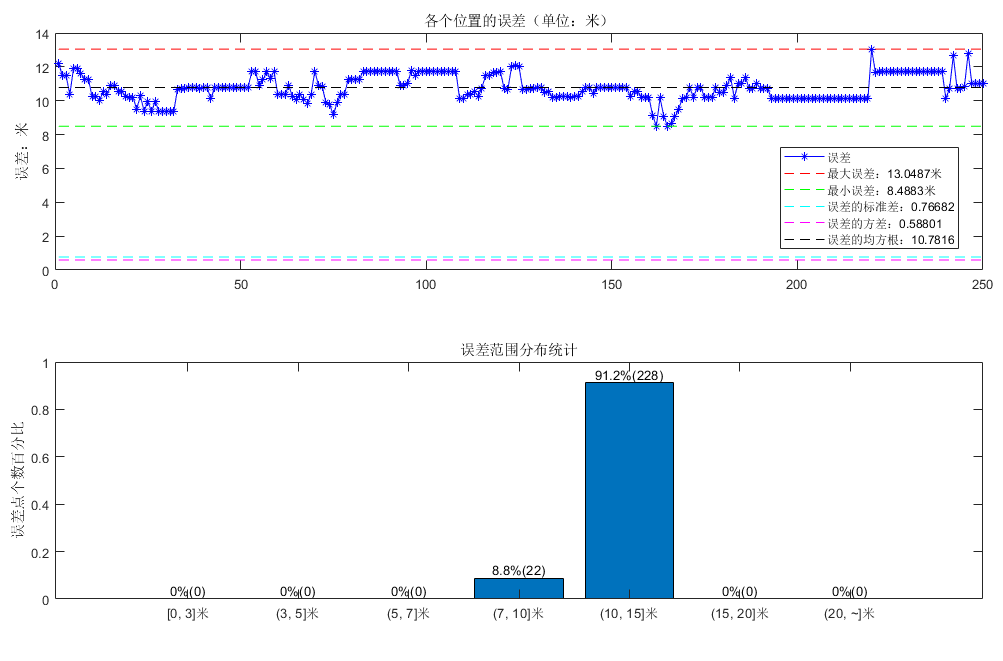 各个位置的误差（单位：米）
误差：米
14
12
10
8
6
4
2
0
0 50 100 150 200 250
误差
最大误差：13.0487米
最小误差：8.4883米
误差的标准差：0.76682
误差的方差：0.58801
误差的均方根：10.7816
误差范围分布统计
误差点个数百分比
1
0.8
0.6
0.4
0.2
0
0%(0) 0%(0) 0%(0) 8.8%(22) 91.2%(228) 0%(0) 0%(0)
[0, 3]米 (3, 5]米 (5, 7]米 (7, 10]米 (10, 15]米 (15, 20]米 (20, ~]米